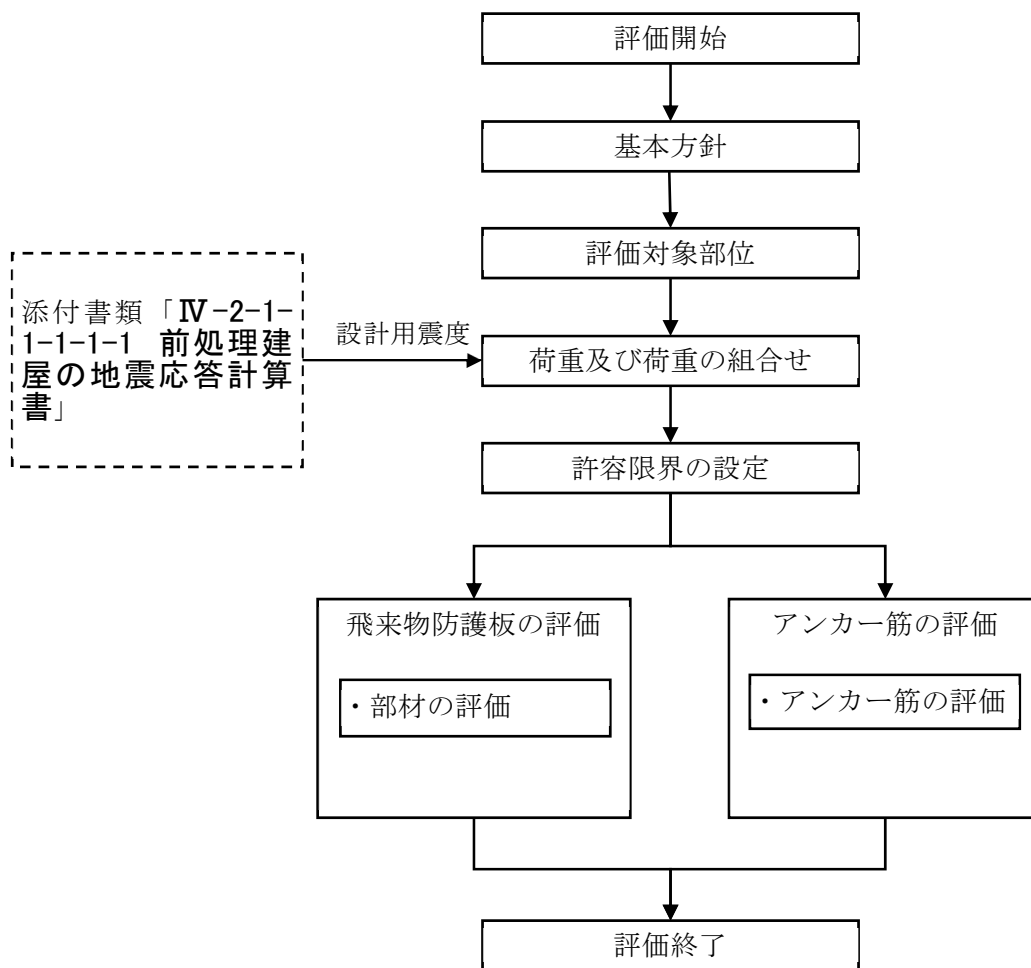 評価開始
基本方針
評価対象部位
添付書類「Ⅳ-2-1-
1-1-1-1 前処理建
屋の地震応答計算
書」
設計用震度
荷重及び荷重の組合せ
許容限界の設定
飛来物防護板の評価
・部材の評価
アンカー筋の評価
・アンカー筋の評価
評価終了